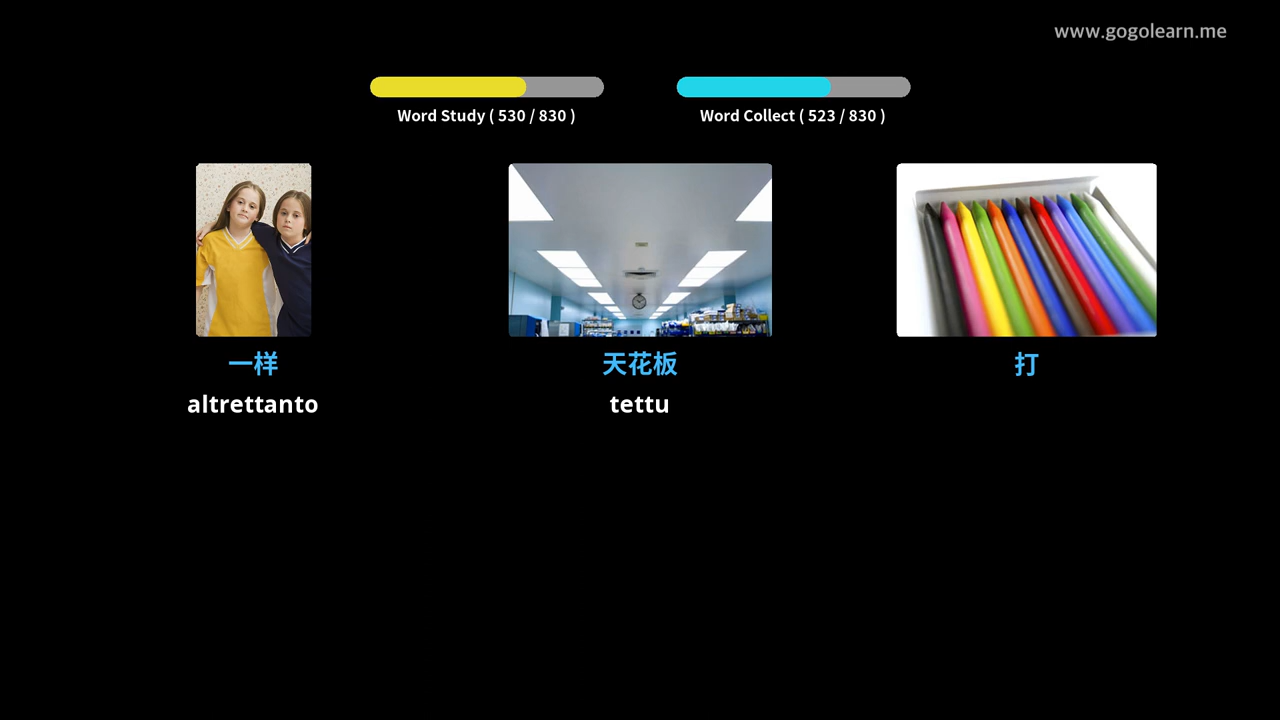 www.gogolearn.me
Word Study ( 530 / 830 )
Word Collect ( 523 / 830 )
一样
天花板
打
altrettanto
tettu